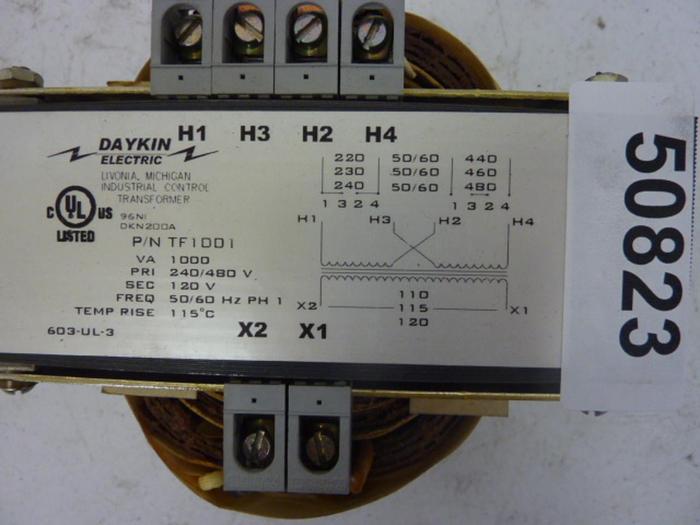 H1 H3 H2 H4
DAYKIN
ELECTRIC
LIVONIA, MICHIGAN
INDUSTRIAL CONTROL
TRANSFORMER
C UL US
LISTED
96NI
DKN200A
P/N TF1001
VA 1000
PRI 240/480 V
SEC 120 V
FREQ 50/60 Hz PH 1
TEMP RISE 115°C
603-UL-3
X2 X1
220 50/60 440
230 50/60 460
240 50/60 480
1 3 2 4 1 3 2 4
H1 H3 H2 H4
X2 X1
110
115
120
50823